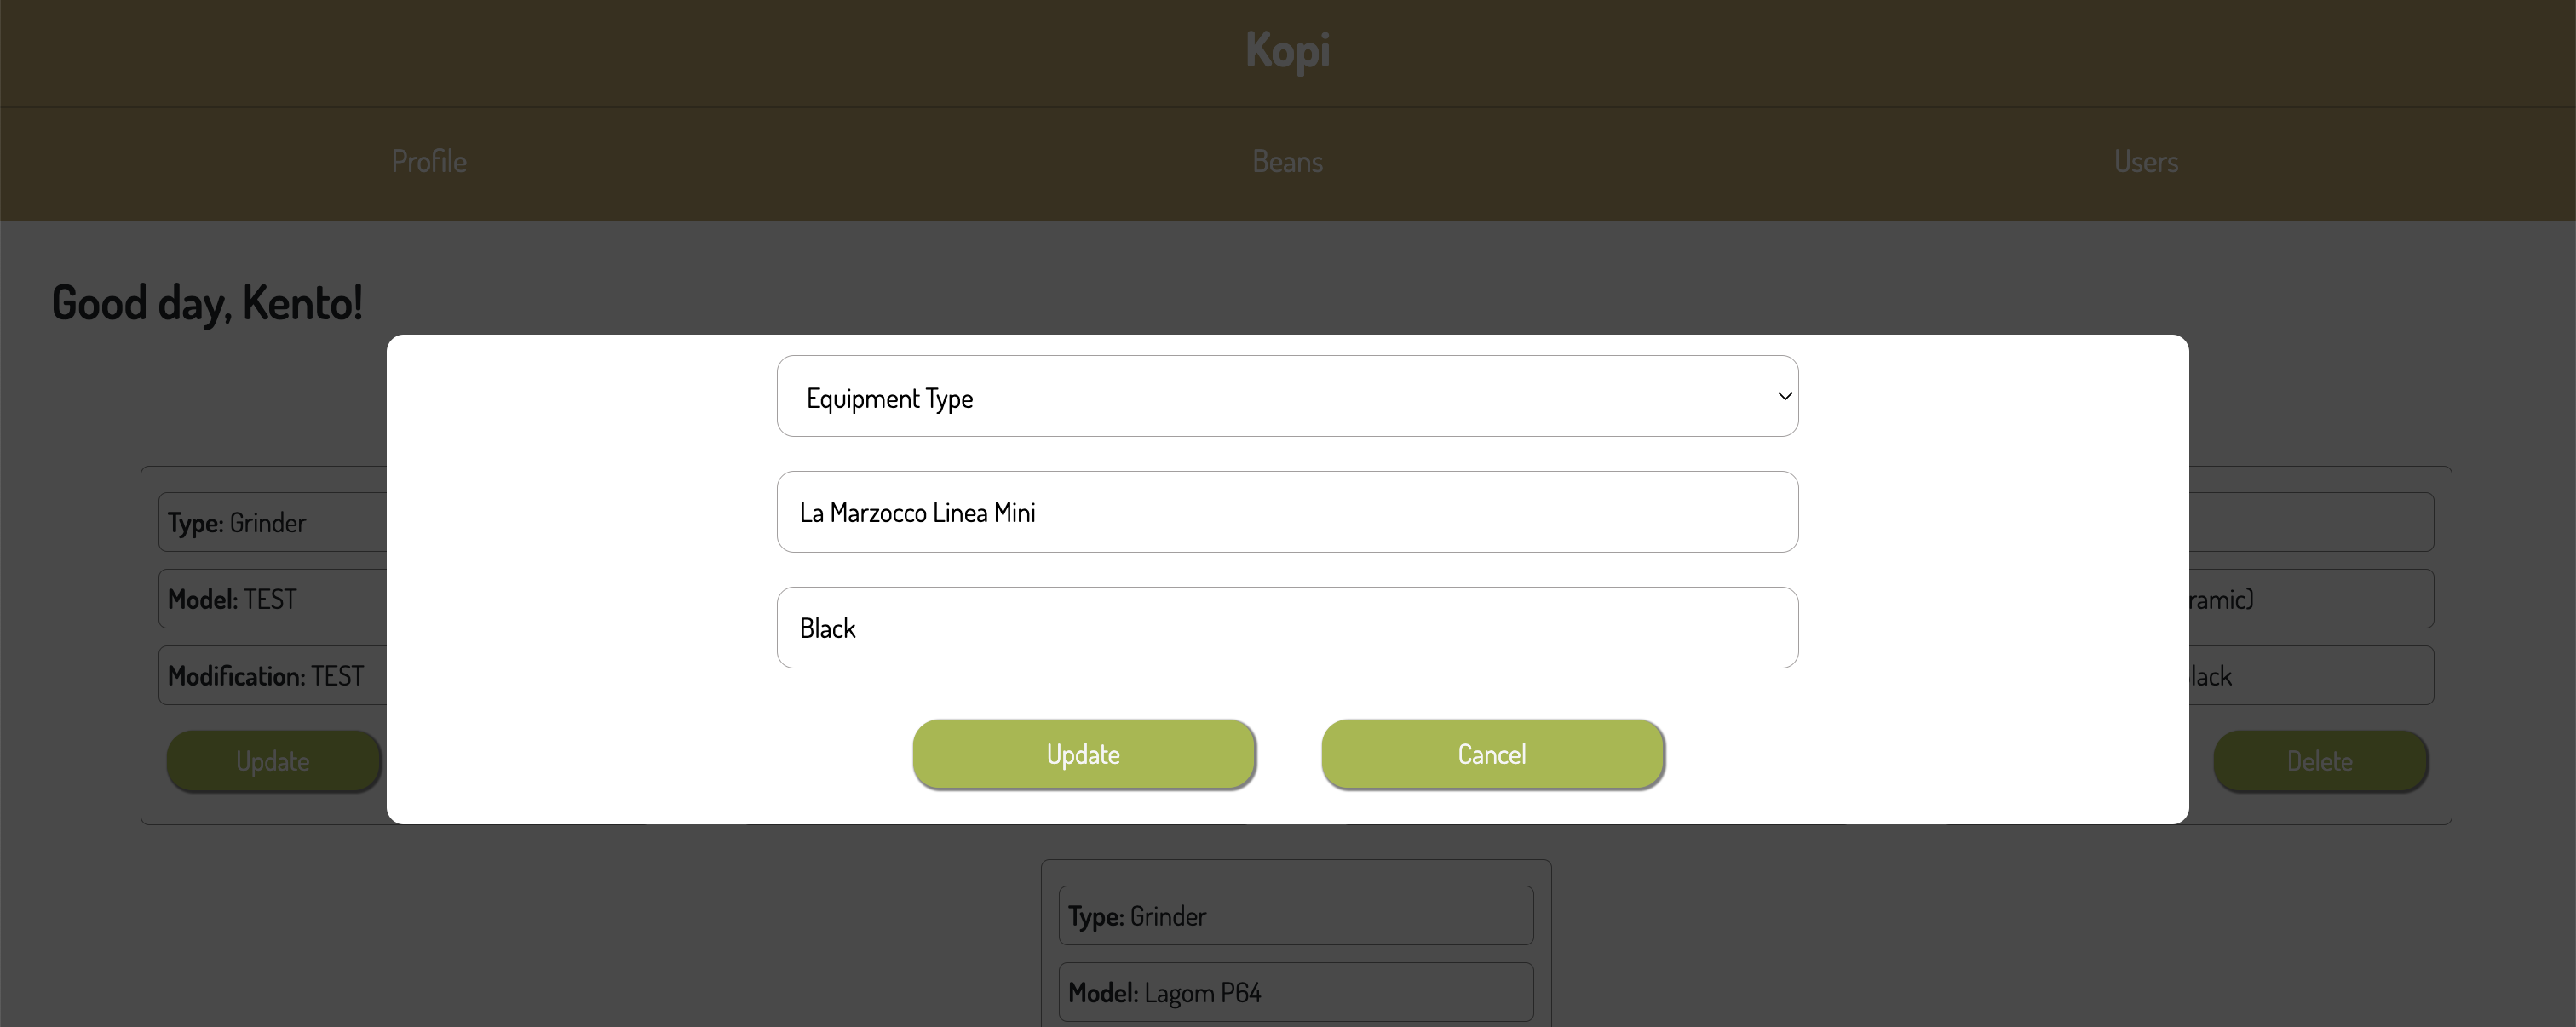 Kopi
Profile
Beans
Users
Good day, Kento!
Equipment Type
La Marzocco Linea Mini
Black
Update
Cancel
Type: Grinder
Model: TEST
Modification: TEST
Update
ramic)
lack
Delete
Type: Grinder
Model: Lagom P64